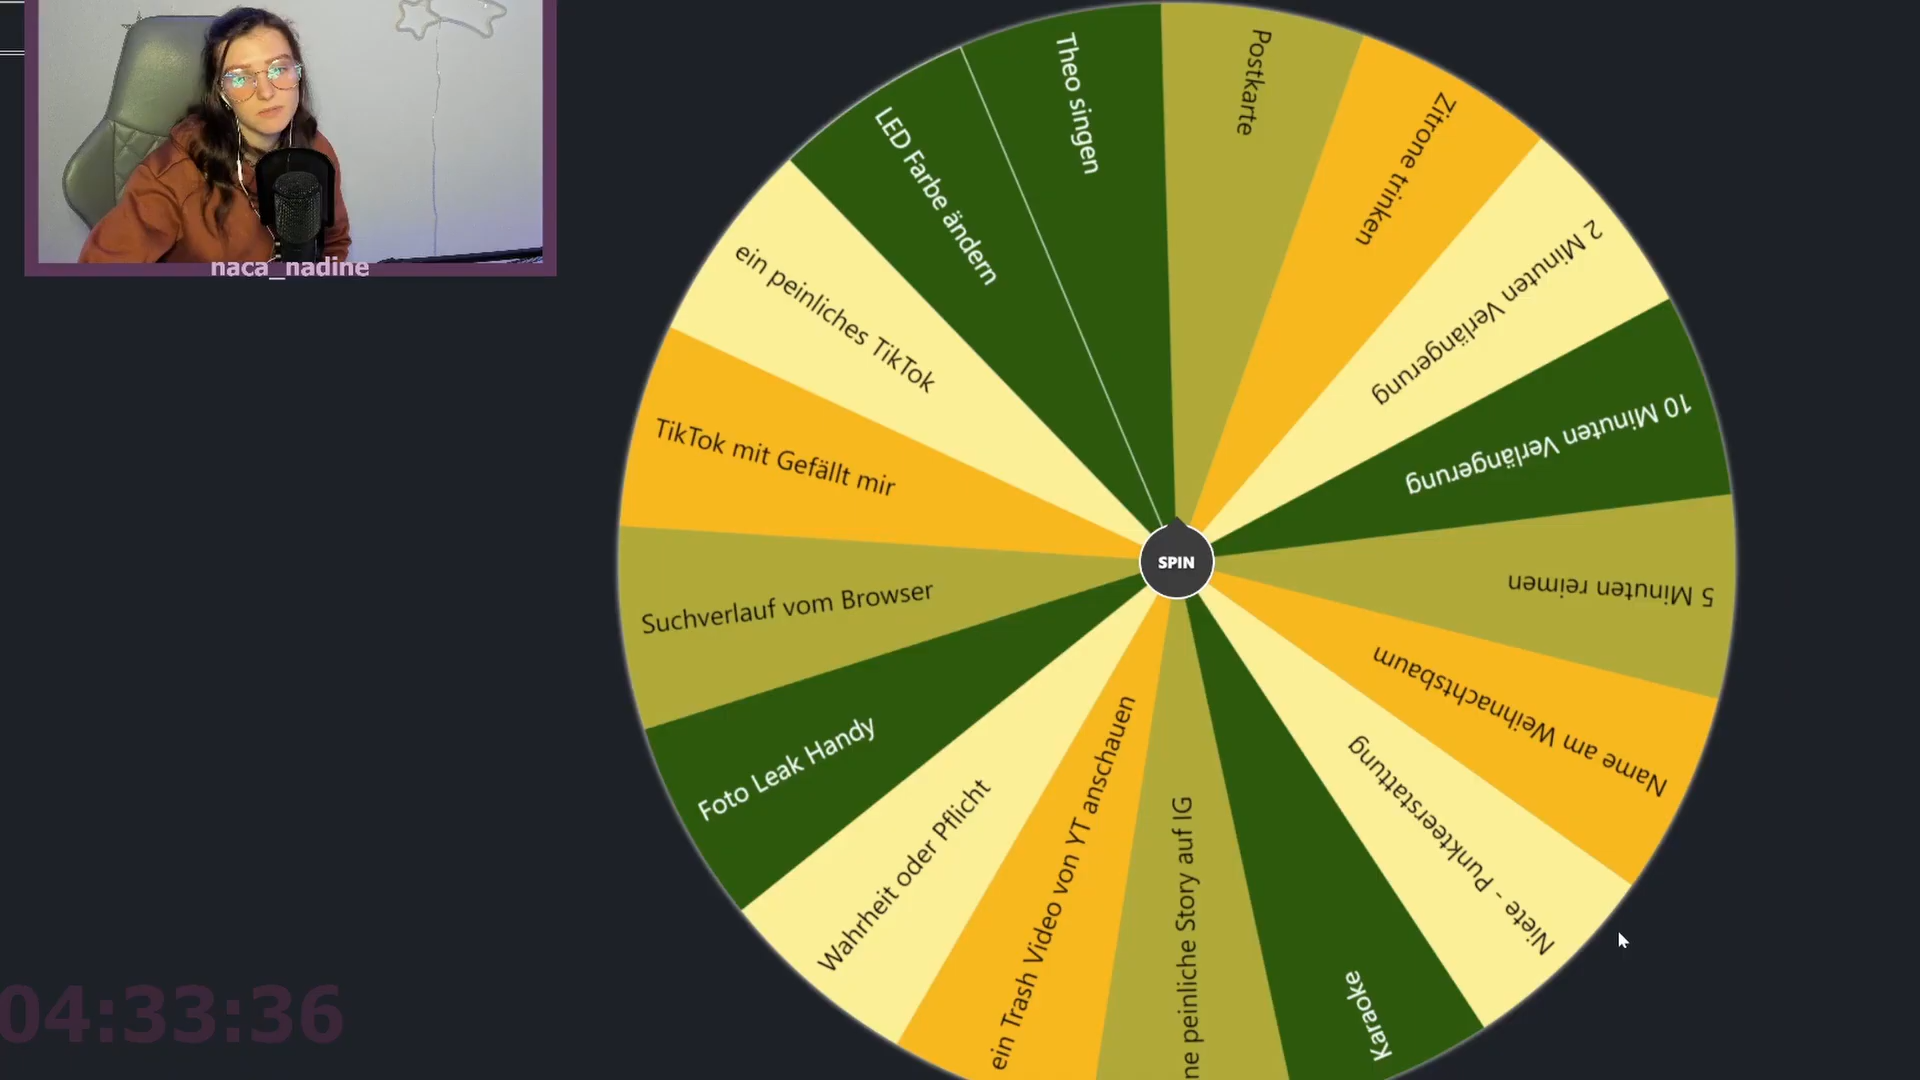 naca_nadine
Theo singen
Postkarte
Zitrone trinken
2 Minuten Verlängerung
10 Minuten Verlängerung
5 Minuten reimen
Name am Weihnachtsbaum
Niete - Punkteerstattung
Karaoke
ne peinliche Story auf IG
ein Trash Video von YT anschauen
Wahrheit oder Pflicht
Foto Leak Handy
Suchverlauf vom Browser
TikTok mit Gefällt mir
ein peinliches TikTok
LED Farbe ändern
SPIN
04:33:36